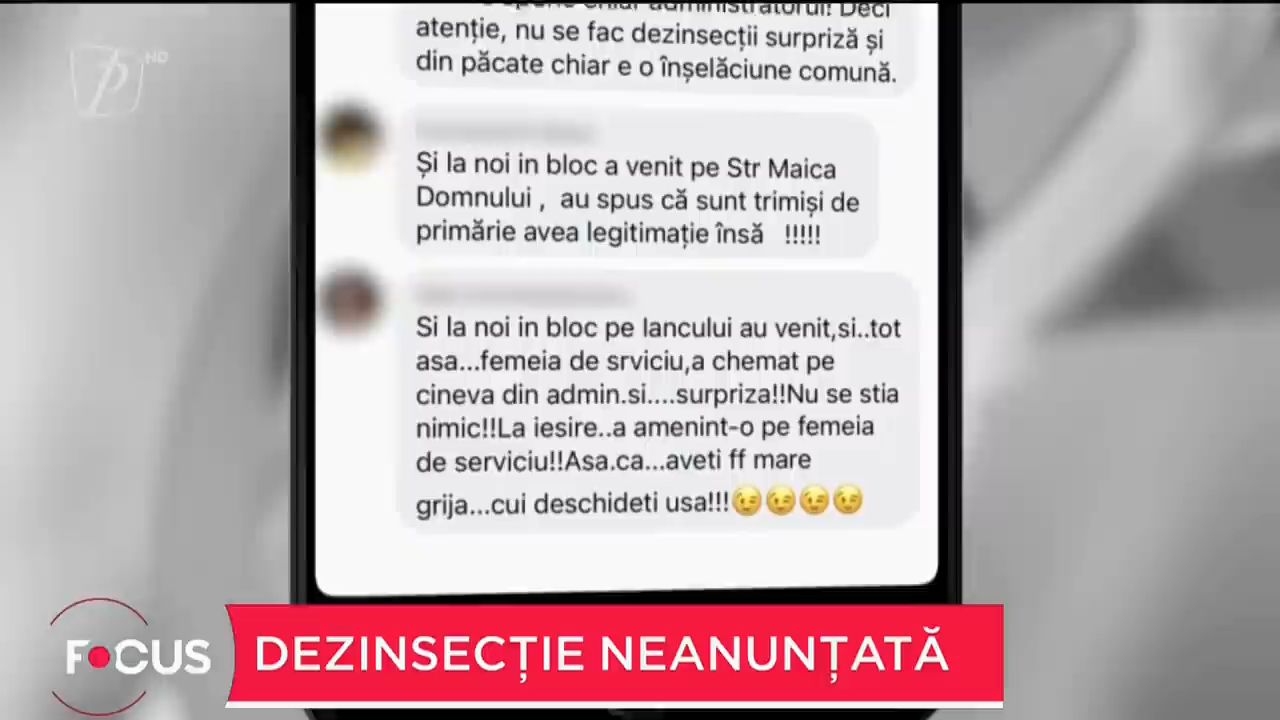 chiar administratorul! Deci
atenție, nu se fac dezinsecții surpriză și
din păcate chiar e o înșelăciune comună.
Și la noi in bloc a venit pe Str Maica
Domnului , au spus că sunt trimiși de
primărie avea legitimație însă !!!!!
Si la noi in bloc pe Iancului au venit,si..tot
asa...femeia de srviciu,a chemat pe
cineva din admin.si....surpriza!!Nu se stia
nimic!!La iesire..a amenint-o pe femeia
de serviciu!!Asa.ca...aveti ff mare
grija...cui deschideti usa!!!😉😉😉😉
p HD
FOCUS
DEZINSECȚIE NEANUNȚATĂ